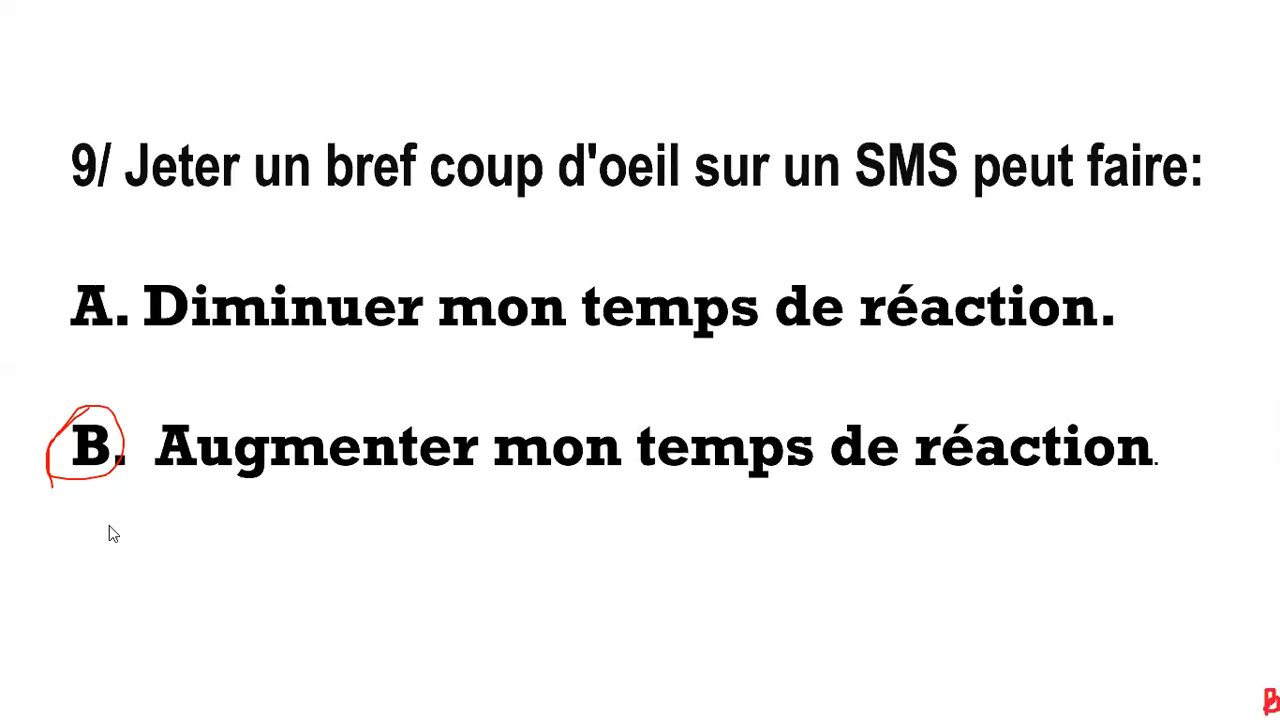 9/ Jeter un bref coup d'oeil sur un SMS peut faire:
A. Diminuer mon temps de réaction.
B. Augmenter mon temps de réaction.